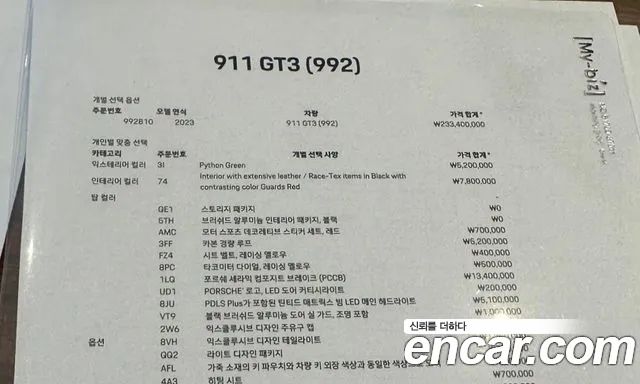 911 GT3 (992)
[My-biz]
개별 선택 옵션
주문번호 모델 연식 차량 가격 합계*
992810 2023 911 GT3 (992) ₩233,400,000
개인별 맞춤 선택
카테고리 주문번호 개별 선택 사양 가격 합계*
익스테리어 컬러 3I Python Green ₩5,200,000
인테리어 컬러 74 Interior with extensive leather / Race-Tex items in Black with contrasting color Guards Red ₩7,800,000
탑 컬러 -
QE1 스토리지 패키지 ₩0
5TH 브러쉬드 알루미늄 인테리어 패키지, 블랙 ₩0
AMC 모터 스포츠 데코레티브 스티커 세트, 레드 ₩700,000
3FF 카본 경량 루프 ₩5,200,000
FZ4 시트 벨트, 레이싱 옐로우 ₩400,000
8PC 타코미터 다이얼, 레이싱 옐로우 ₩500,000
1LQ 포르쉐 세라믹 컴포지트 브레이크 (PCCB) ₩13,400,000
UD1 PORSCHE' 로고, LED 도어 커티시라이트 ₩200,000
8JU PDLS Plus가 포함된 틴티드 매트릭스 빔 LED 메인 헤드라이트 ₩5,100,000
VT9 블랙 브러쉬드 알루미늄 도어 실 가드, 조명 포함 ₩1,000,000
2W6 익스클루시브 디자인 주유구 캡
옵션 8VH 익스클루시브 디자인 테일라이트
QQ2 라이트 디자인 패키지
AFL 가죽 소재의 키 파우치와 차량 키 외장 색상과 동일한 색상으로
4A3 히팅 시트 ₩700,000
신뢰를 더하다
encar.com